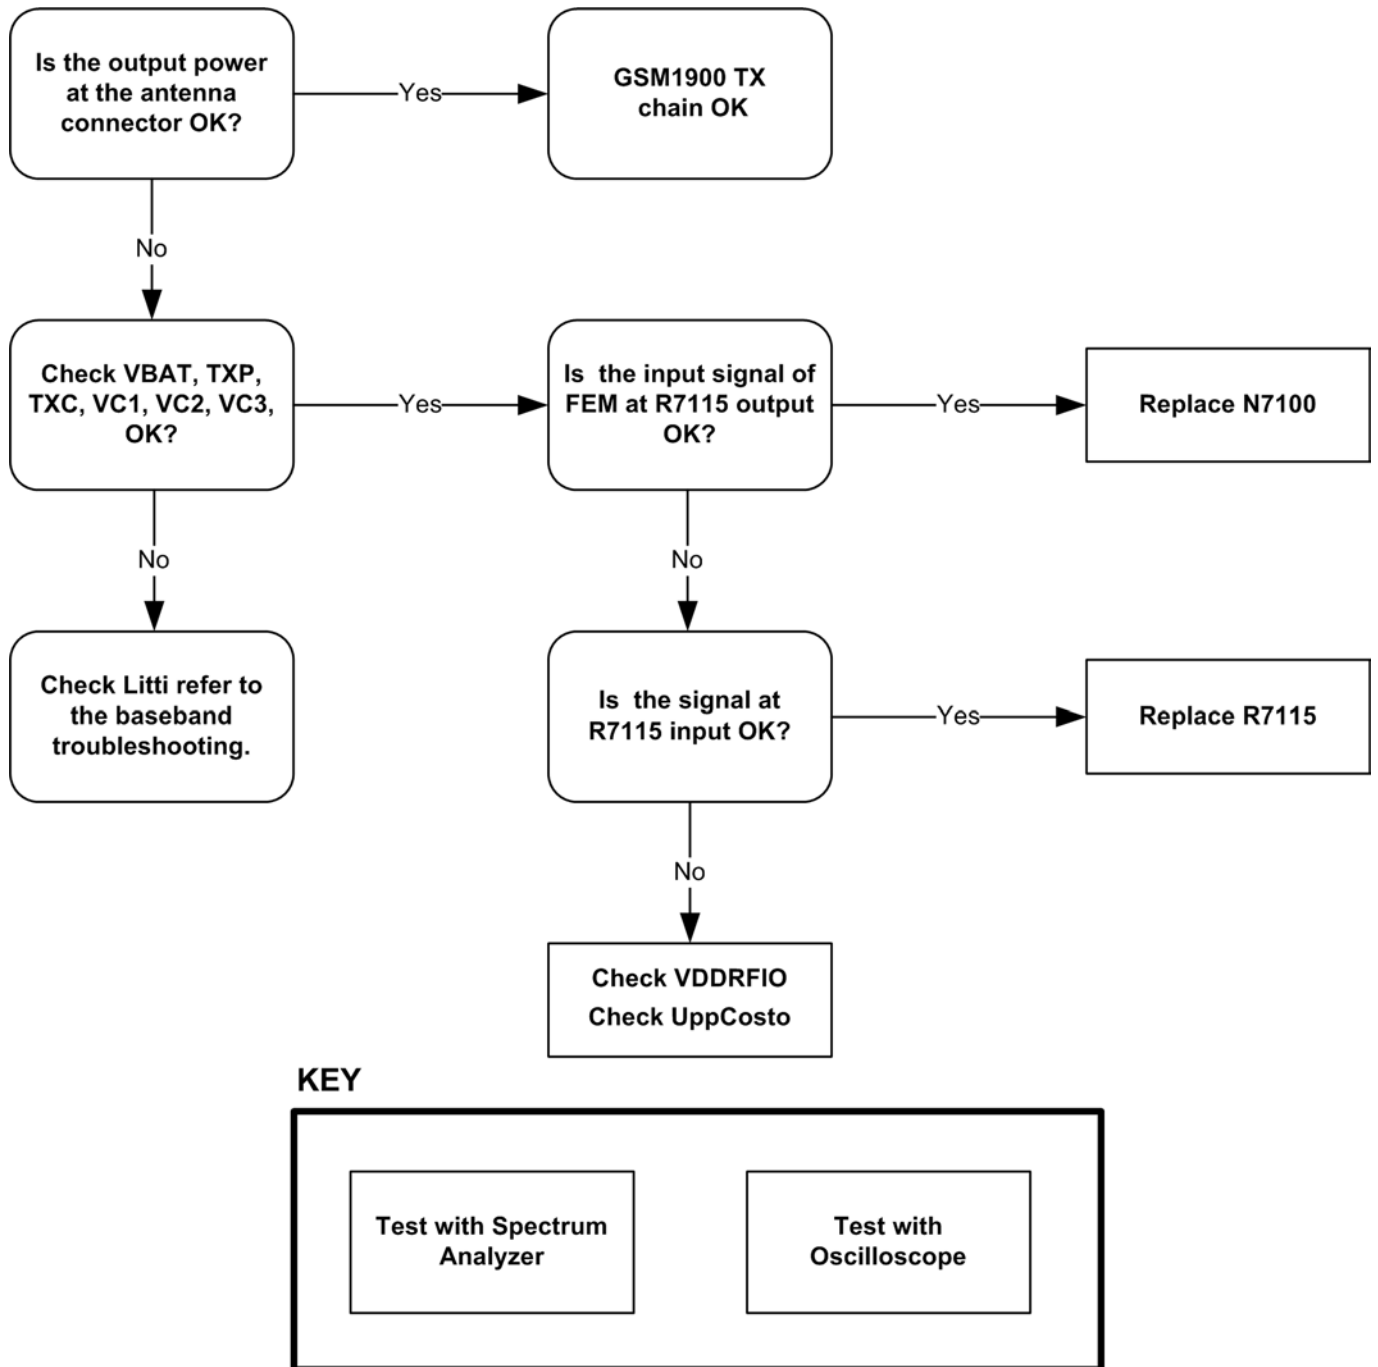 Is the output power
at the antenna
connector OK?
Yes
GSM1900 TX
chain OK
No
Check VBAT, TXP,
TXC, VC1, VC2, VC3,
OK?
Yes
Is the input signal of
FEM at R7115 output
OK?
Yes
Replace N7100
No
No
Check Litti refer to
the baseband
troubleshooting.
Is the signal at
R7115 input OK?
Yes
Replace R7115
No
Check VDDRFIO
Check UppCosto
KEY
Test with Spectrum
Analyzer
Test with
Oscilloscope